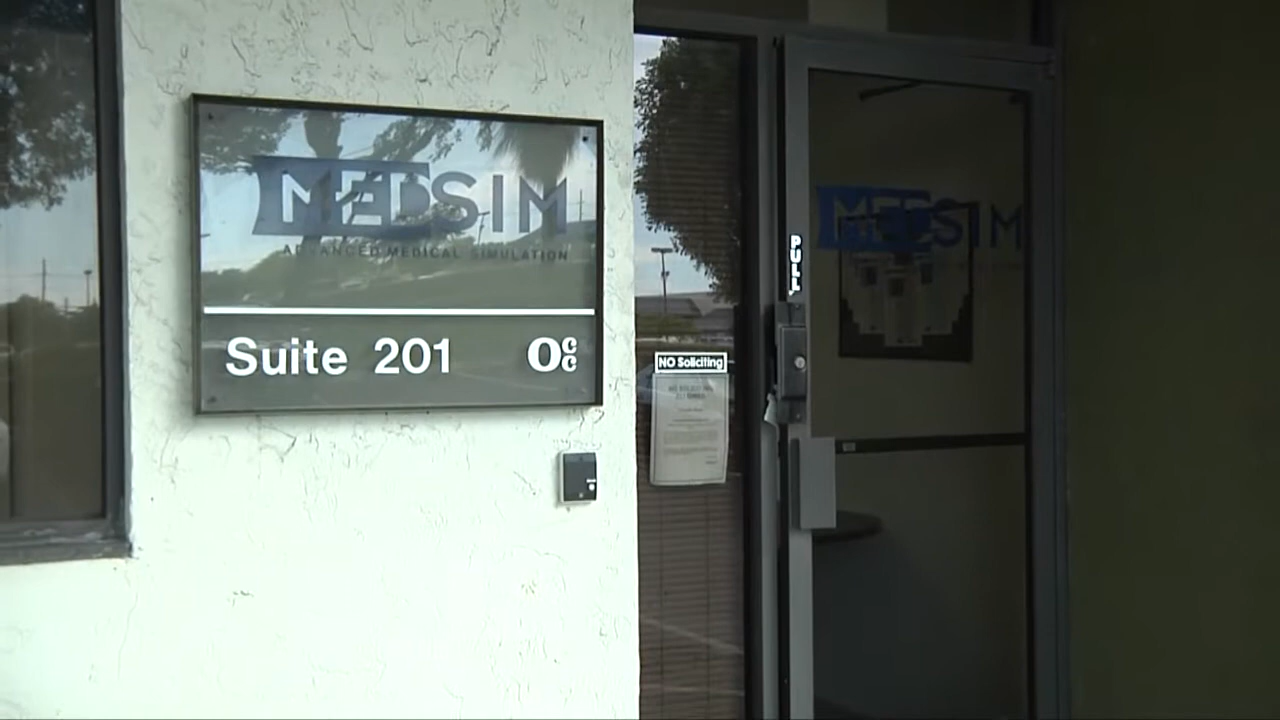 MEDSIM
ADVANCED MEDICAL SIMULATION
Suite 201
Occ
PULL
MEDSIM
NO Soliciting